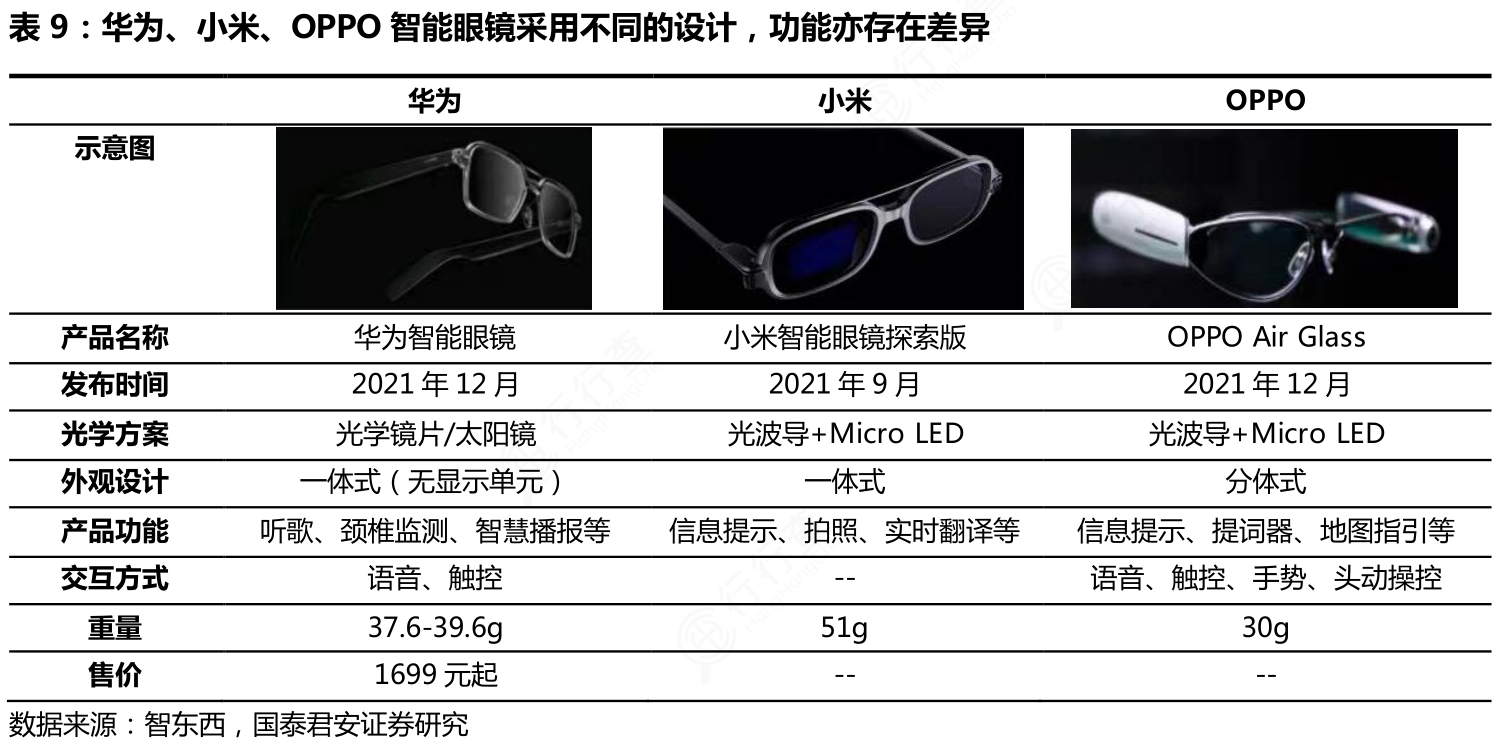 表 9：华为、小米、OPPO 智能眼镜采用不同的设计，功能亦存在差异
华为 小米 OPPO
示意图
产品名称 华为智能眼镜 小米智能眼镜探索版 OPPO Air Glass
发布时间 2021 年 12 月 2021 年 9 月 2021 年 12 月
光学方案 光学镜片/太阳镜 光波导+Micro LED 光波导+Micro LED
外观设计 一体式（无显示单元） 一体式 分体式
产品功能 听歌、颈椎监测、智慧播报等 信息提示、拍照、实时翻译等 信息提示、提词器、地图指引等
交互方式 语音、触控 -- 语音、触控、手势、头动操控
重量 37.6-39.6g 51g 30g
售价 1699 元起 -- --
数据来源：智东西，国泰君安证券研究